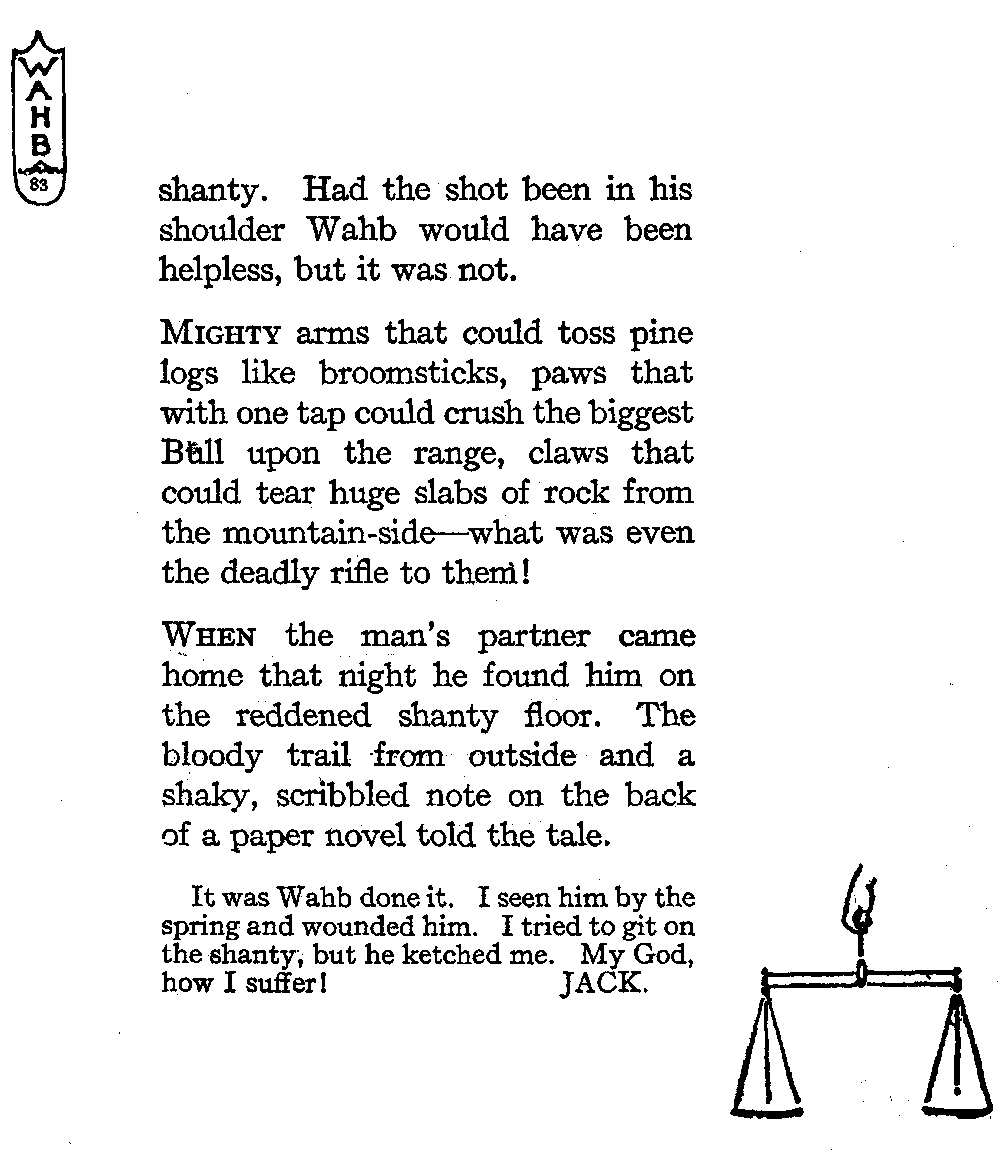 WAHB
83
shanty. Had the shot been in his
shoulder Wahb would have been
helpless, but it was not.
MIGHTY arms that could toss pine
logs like broomsticks, paws that
with one tap could crush the biggest
Bull upon the range, claws that
could tear huge slabs of rock from
the mountain-side—what was even
the deadly rifle to them!
WHEN the man's partner came
home that night he found him on
the reddened shanty floor. The
bloody trail from outside and a
shaky, scribbled note on the back
of a paper novel told the tale.
It was Wahb done it. I seen him by the
spring and wounded him. I tried to git on
the shanty, but he ketched me. My God,
how I suffer! JACK.